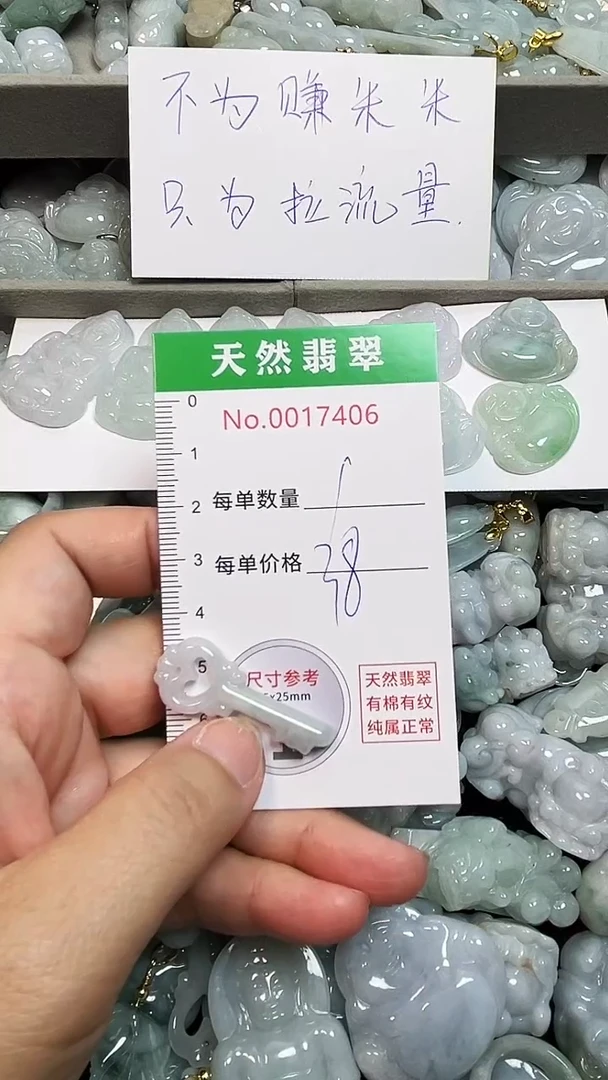 不为赚米米
只为拉流量.
天然翡翠
No.0017406
0
1
每单数量 1
2
3
每单价格 38
4
5
尺寸参考
x25mm
天然翡翠
有棉有纹
纯属正常